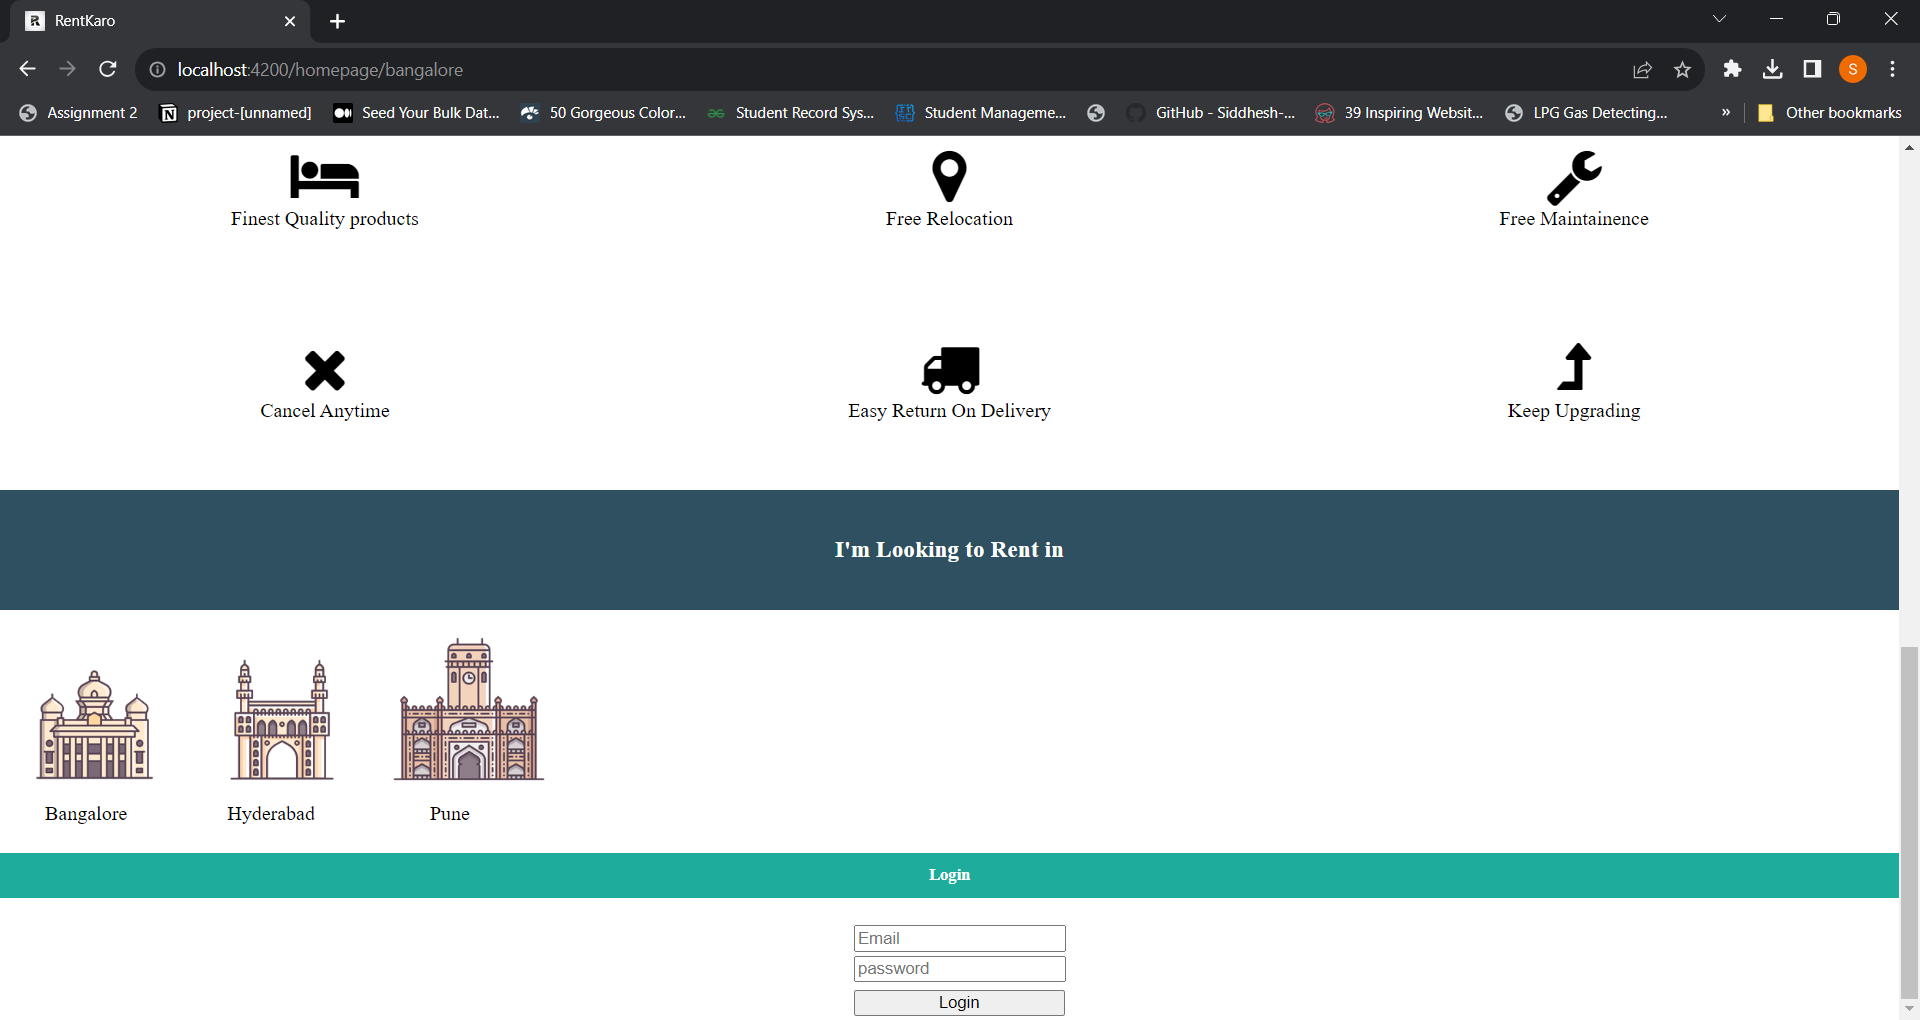 RentKaro
localhost:4200/homepage/bangalore
S
Assignment 2 project-[unnamed] Seed Your Bulk Dat... 50 Gorgeous Color... Student Record Sys... Student Manageme... GitHub - Siddhesh-... 39 Inspiring Websit... LPG Gas Detecting... » Other bookmarks
Finest Quality products Free Relocation Free Maintainence
Cancel Anytime Easy Return On Delivery Keep Upgrading
I'm Looking to Rent in
Bangalore Hyderabad Pune
Login
Email
password
Login